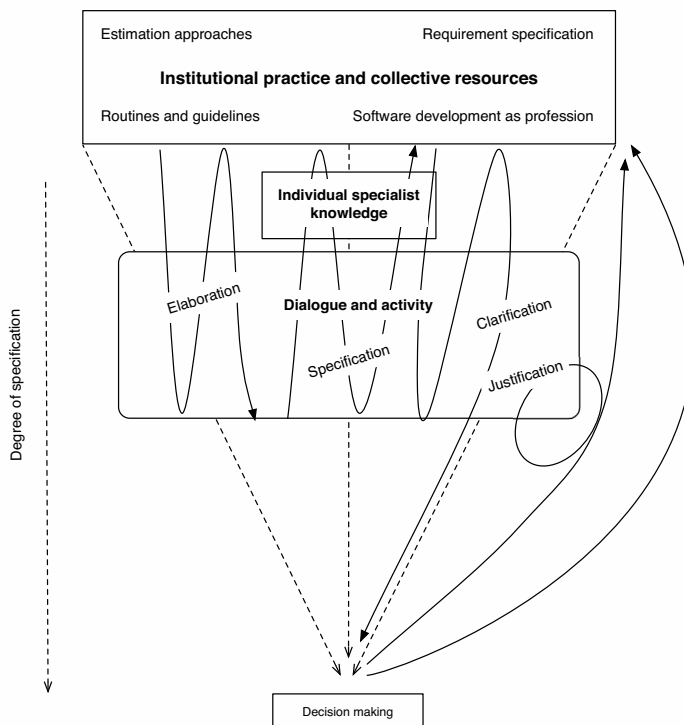 Estimation approaches
Requirement specification
Institutional practice and collective resources
Routines and guidelines
Software development as profession
Individual specialist
knowledge
Elaboration
Dialogue and activity
Clarification
Specification
Justification
Degree of specification
Decision making